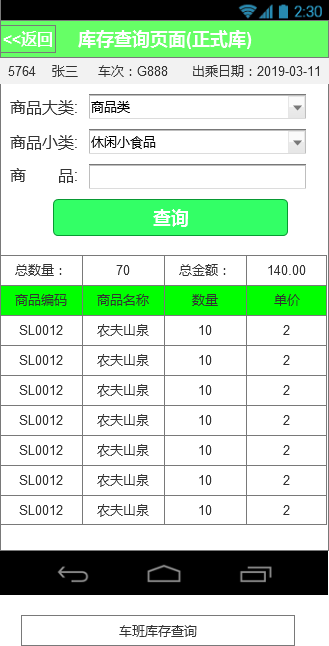 2:30
<<返回 库存查询页面(正式库)
5764 张三 车次：G888 出乘日期：2019-03-11
商品大类: 商品类
商品小类: 休闲小食品
商 品:
查询
总数量： 70 总金额： 140.00
商品编码 商品名称 数量 单价
SL0012 农夫山泉 10 2
SL0012 农夫山泉 10 2
SL0012 农夫山泉 10 2
SL0012 农夫山泉 10 2
SL0012 农夫山泉 10 2
SL0012 农夫山泉 10 2
SL0012 农夫山泉 10 2
车班库存查询